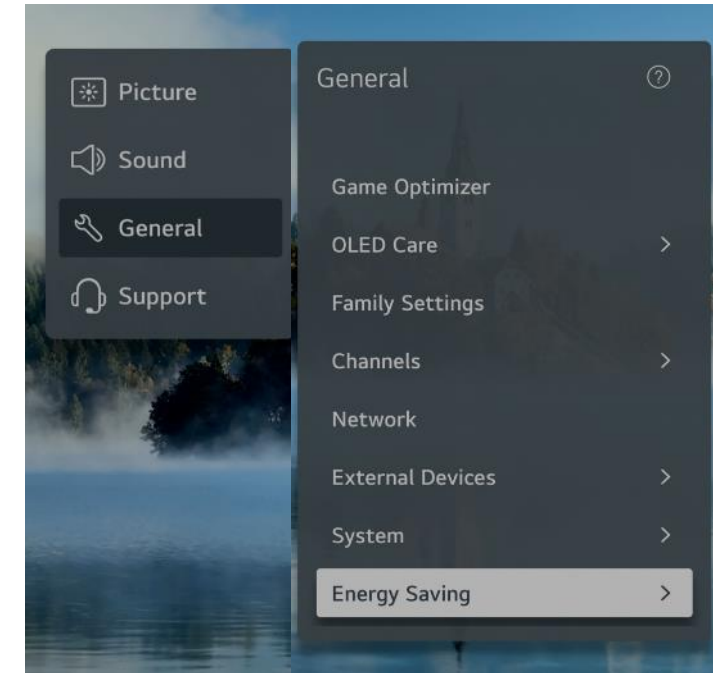 Picture
Sound
General
Support
General
?
Game Optimizer
OLED Care
Family Settings
Channels
Network
External Devices
System
Energy Saving